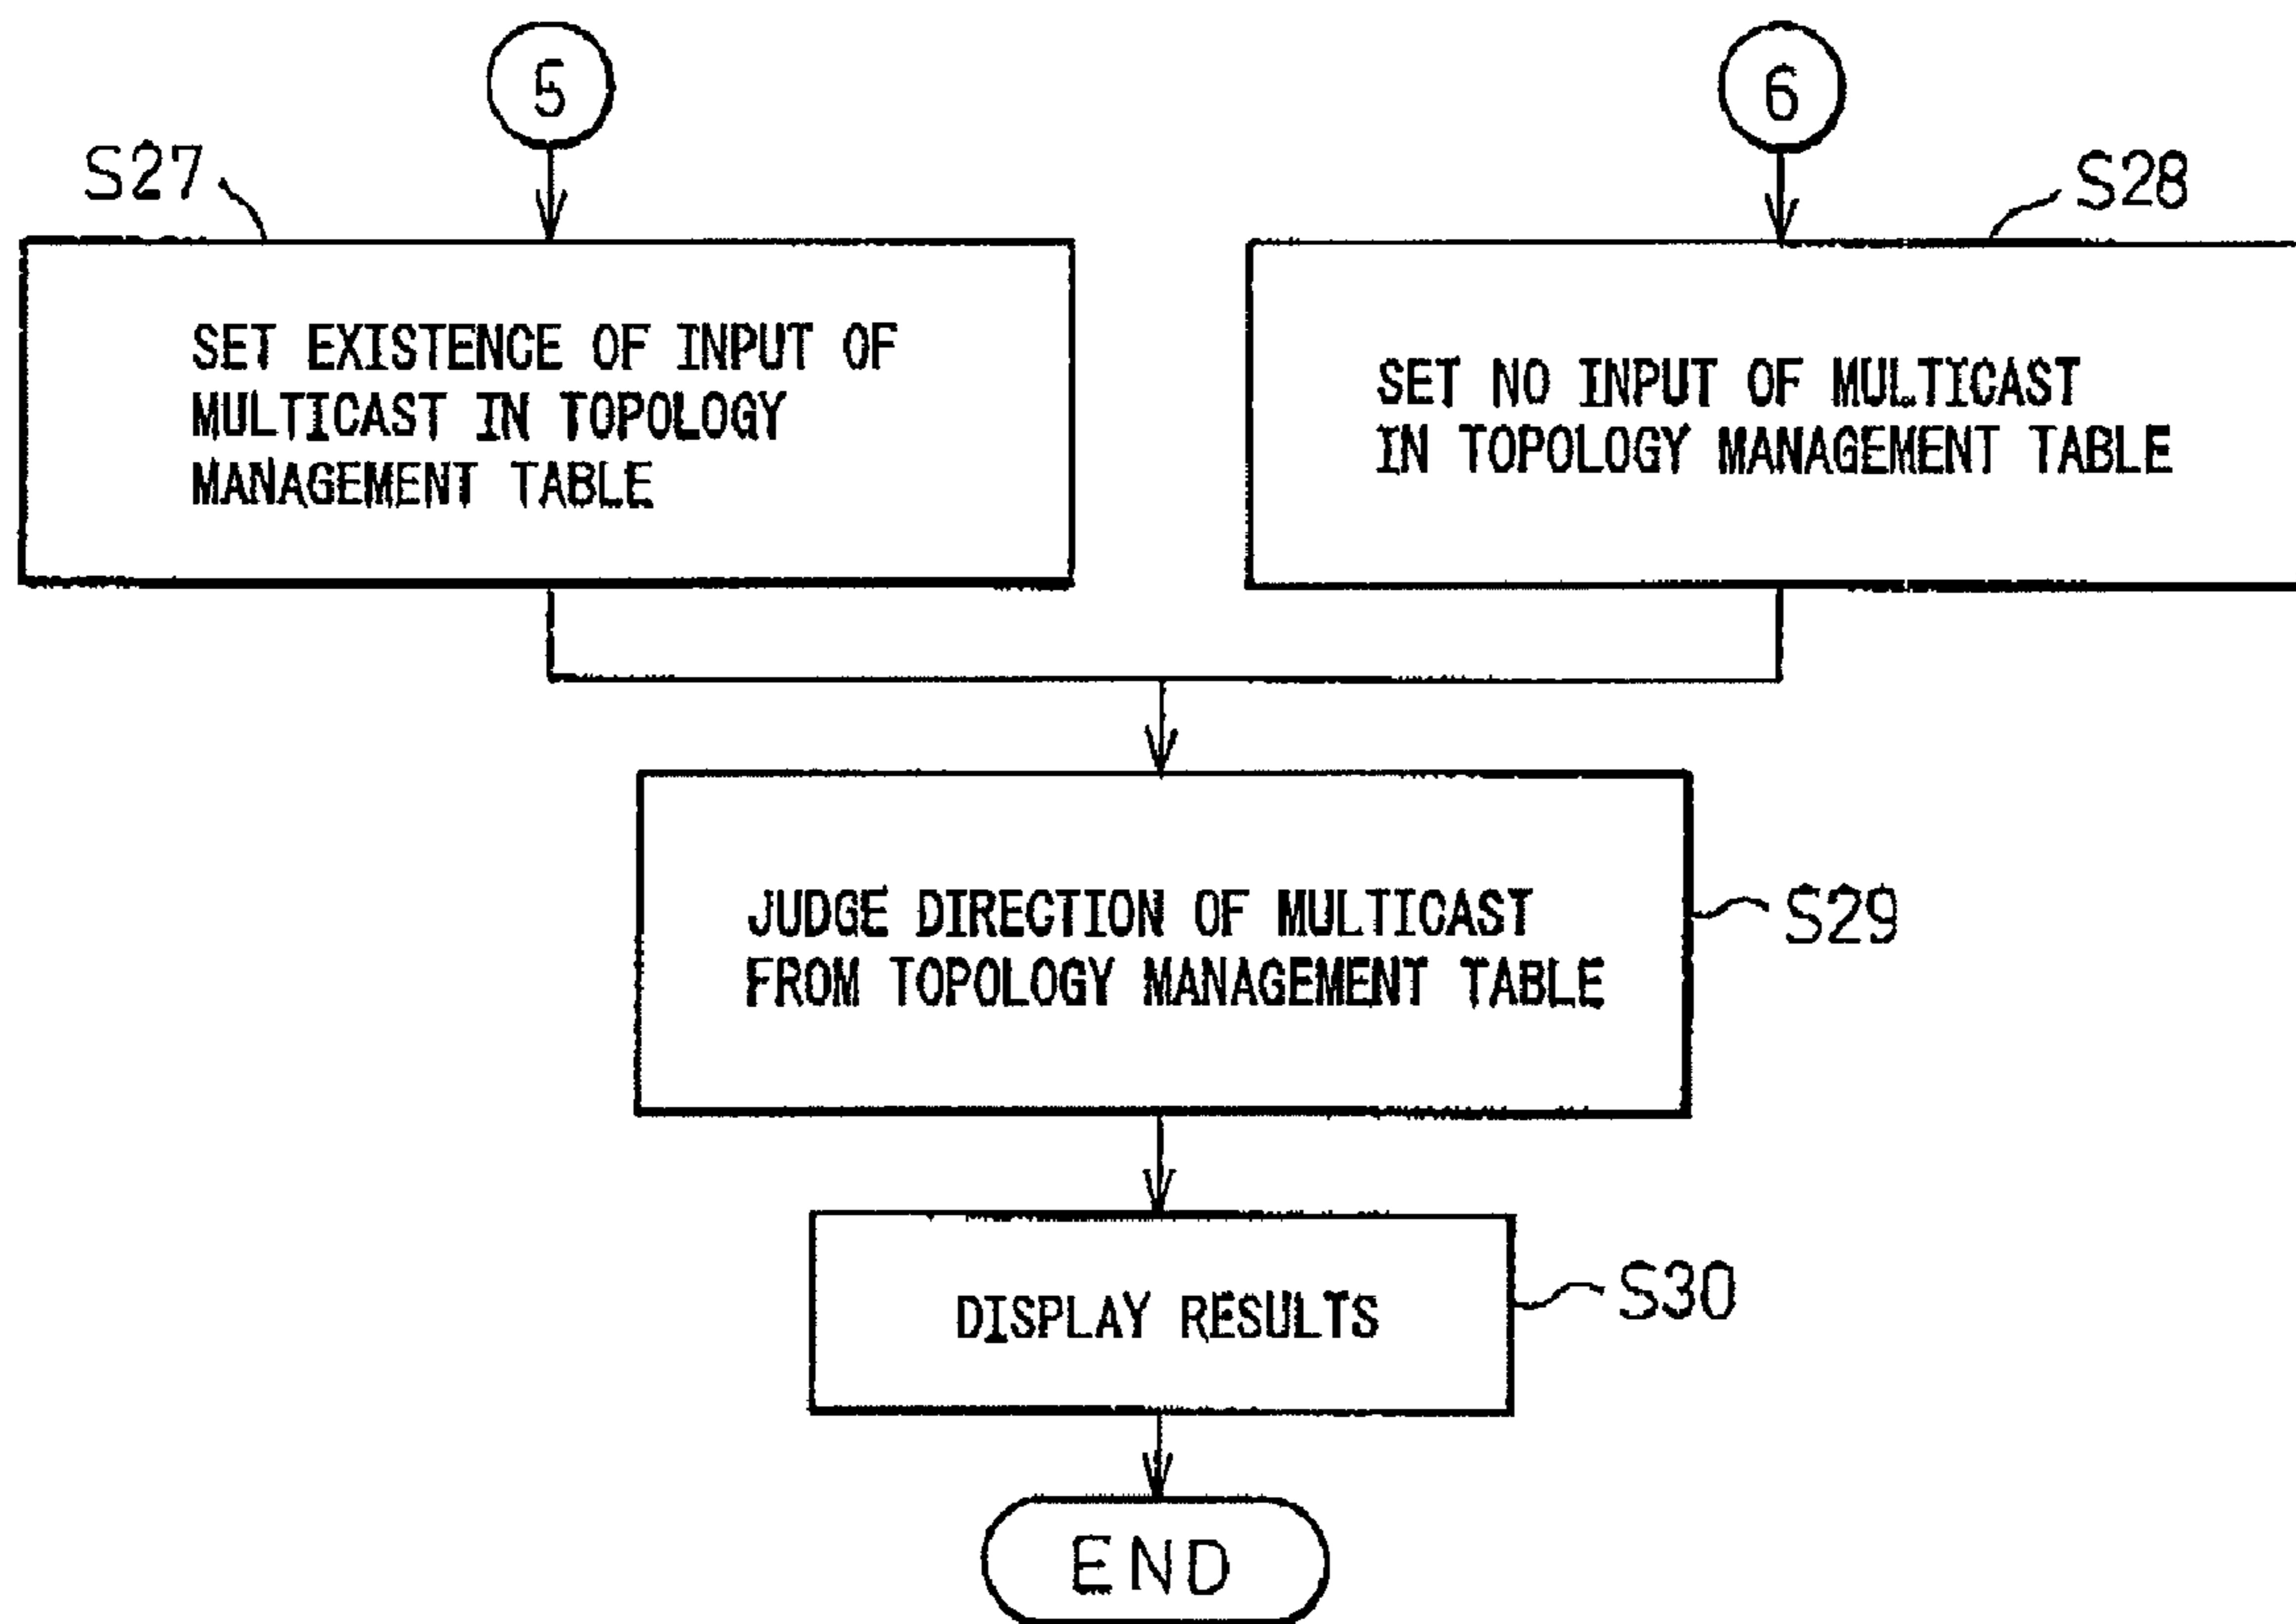 5
6
S27
S28
SET EXISTENCE OF INPUT OF
MULTICAST IN TOPOLOGY
MANAGEMENT TABLE
SET NO INPUT OF MULTICAST
IN TOPOLOGY MANAGEMENT TABLE
JUDGE DIRECTION OF MULTICAST
FROM TOPOLOGY MANAGEMENT TABLE
S29
DISPLAY RESULTS
S30
END